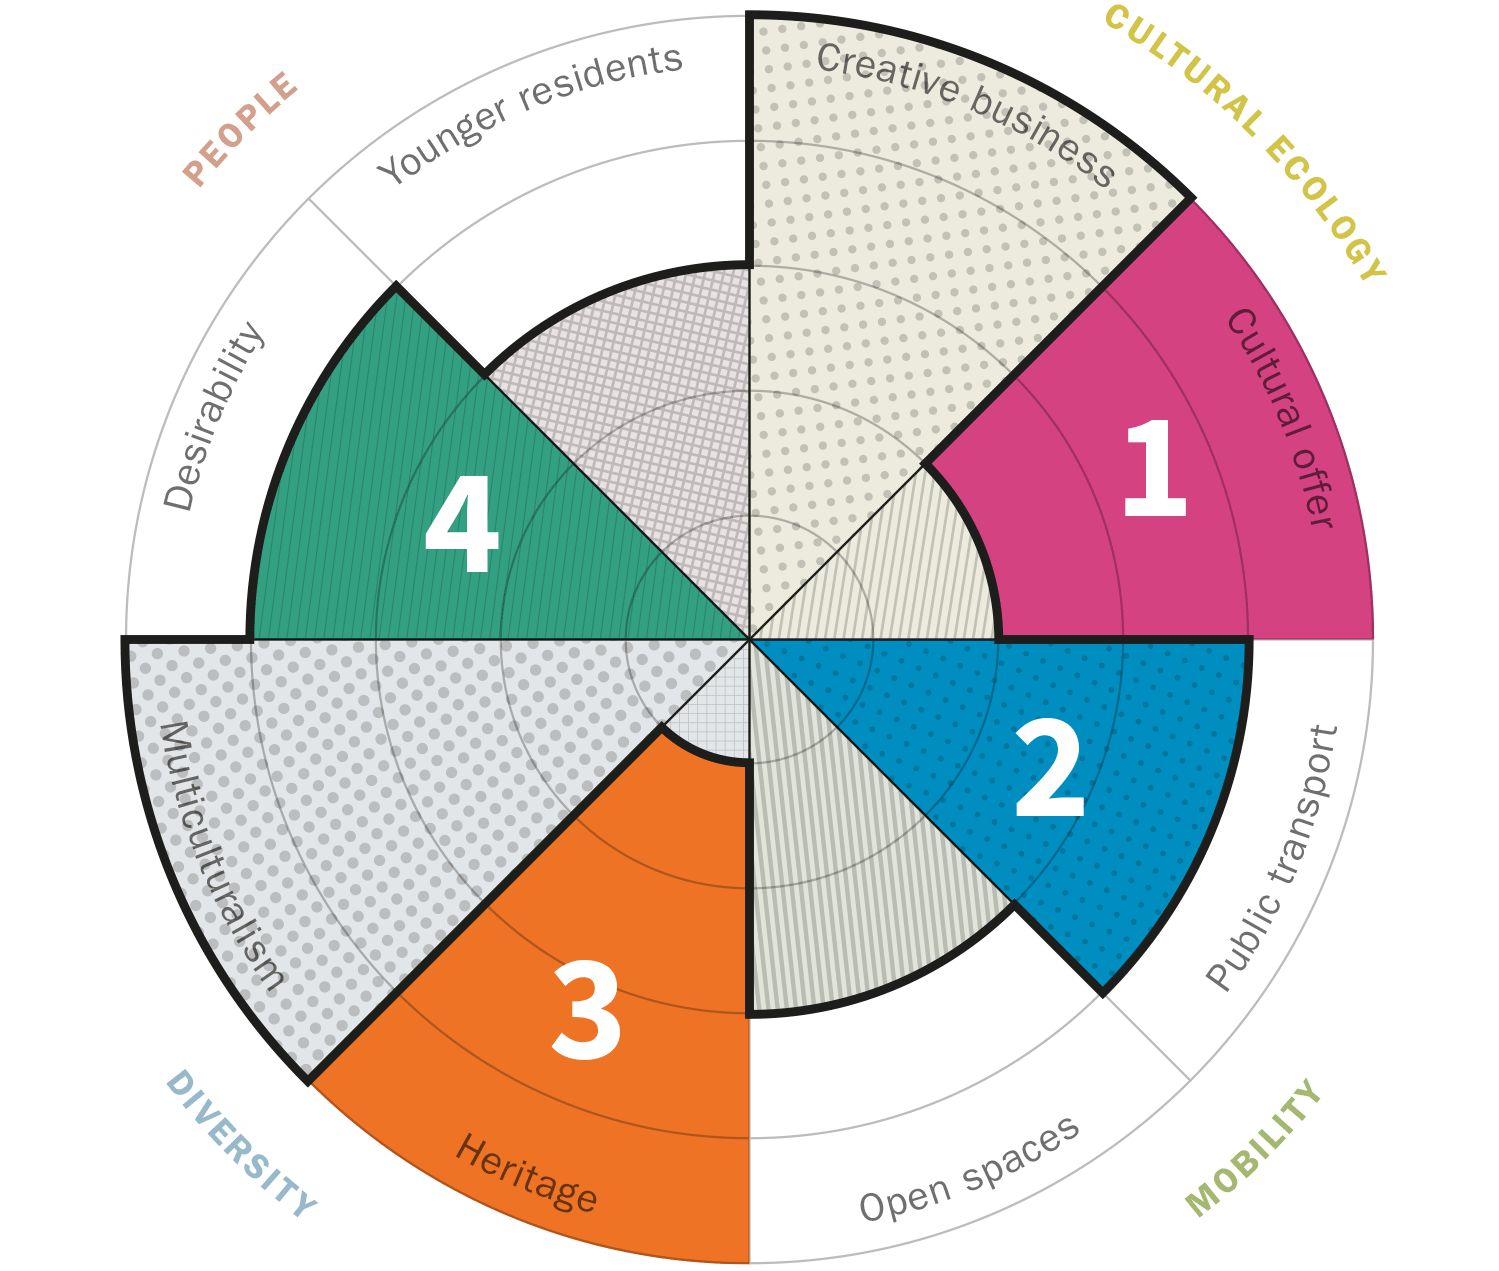 CULTURAL ECOLOGY
PEOPLE
Younger residents
Creative business
Desirability
Cultural offer
1
4
2
Multiculturalism
Public transport
3
Heritage
Open spaces
DIVERSITY
MOBILITY